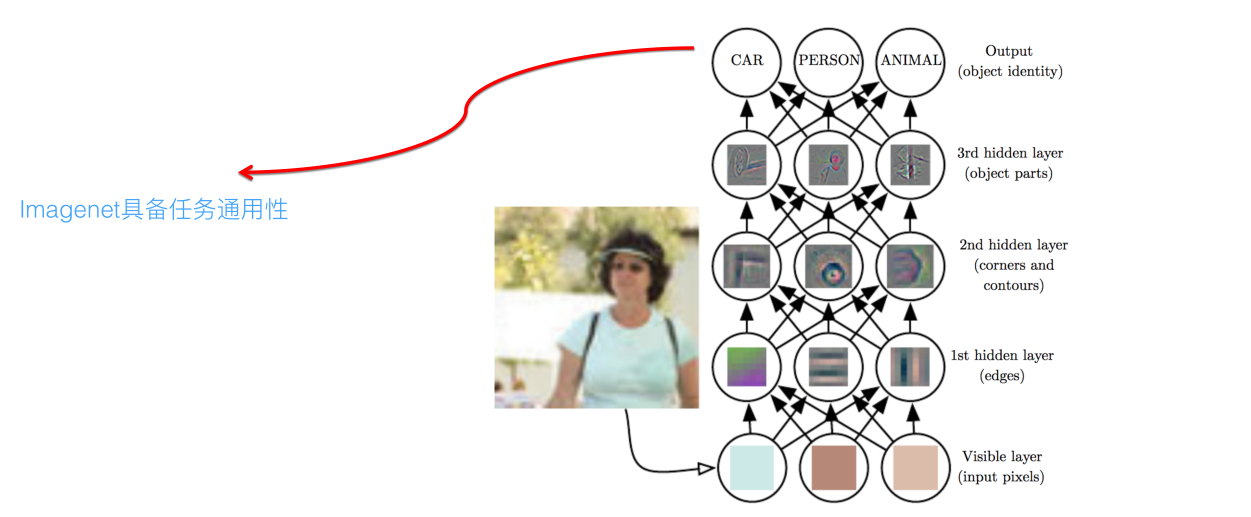 CAR PERSON ANIMAL
Output
(object identity)
3rd hidden layer
(object parts)
Imagenet具备任务通用性
2nd hidden layer
(corners and
contours)
1st hidden layer
(edges)
Visible layer
(input pixels)